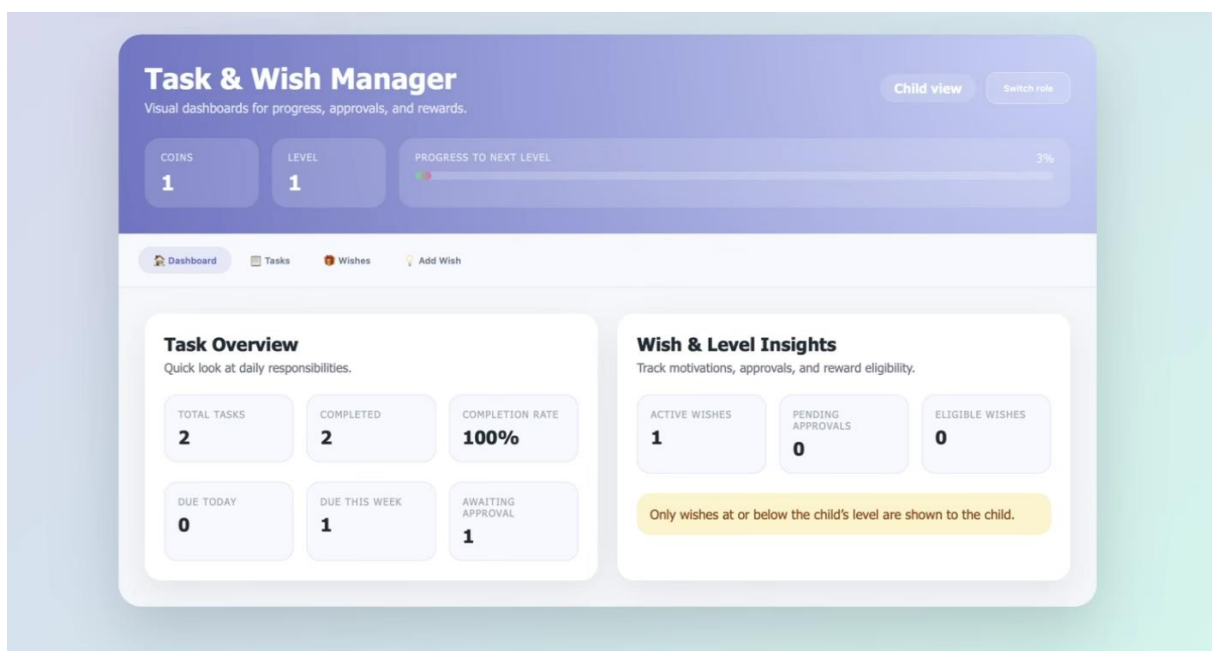 Task & Wish Manager
Visual dashboards for progress, approvals, and rewards.
Child view
Switch role
COINS
1
LEVEL
1
PROGRESS TO NEXT LEVEL
3%
Dashboard
Tasks
Wishes
Add Wish
Task Overview
Quick look at daily responsibilities.
TOTAL TASKS
2
COMPLETED
2
COMPLETION RATE
100%
DUE TODAY
0
DUE THIS WEEK
1
AWAITING
APPROVAL
1
Wish & Level Insights
Track motivations, approvals, and reward eligibility.
ACTIVE WISHES
1
PENDING
APPROVALS
0
ELIGIBLE WISHES
0
Only wishes at or below the child’s level are shown to the child.